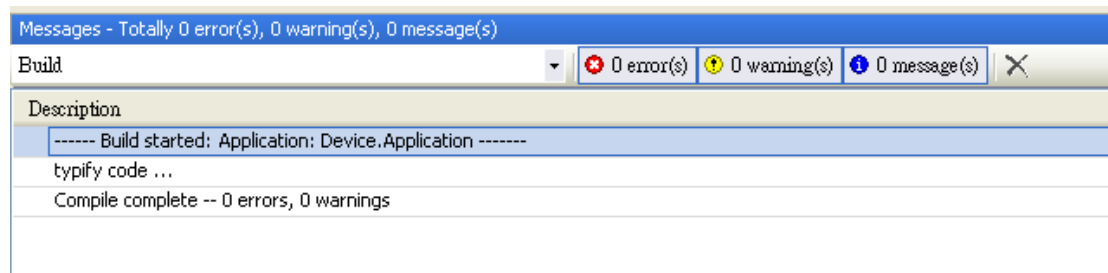 Messages - Totally 0 error(s), 0 warning(s), 0 message(s)
Build 0 error(s) 0 warning(s) 0 message(s)
Description
------ Build started: Application: Device.Application -------
typify code ...
Compile complete -- 0 errors, 0 warnings